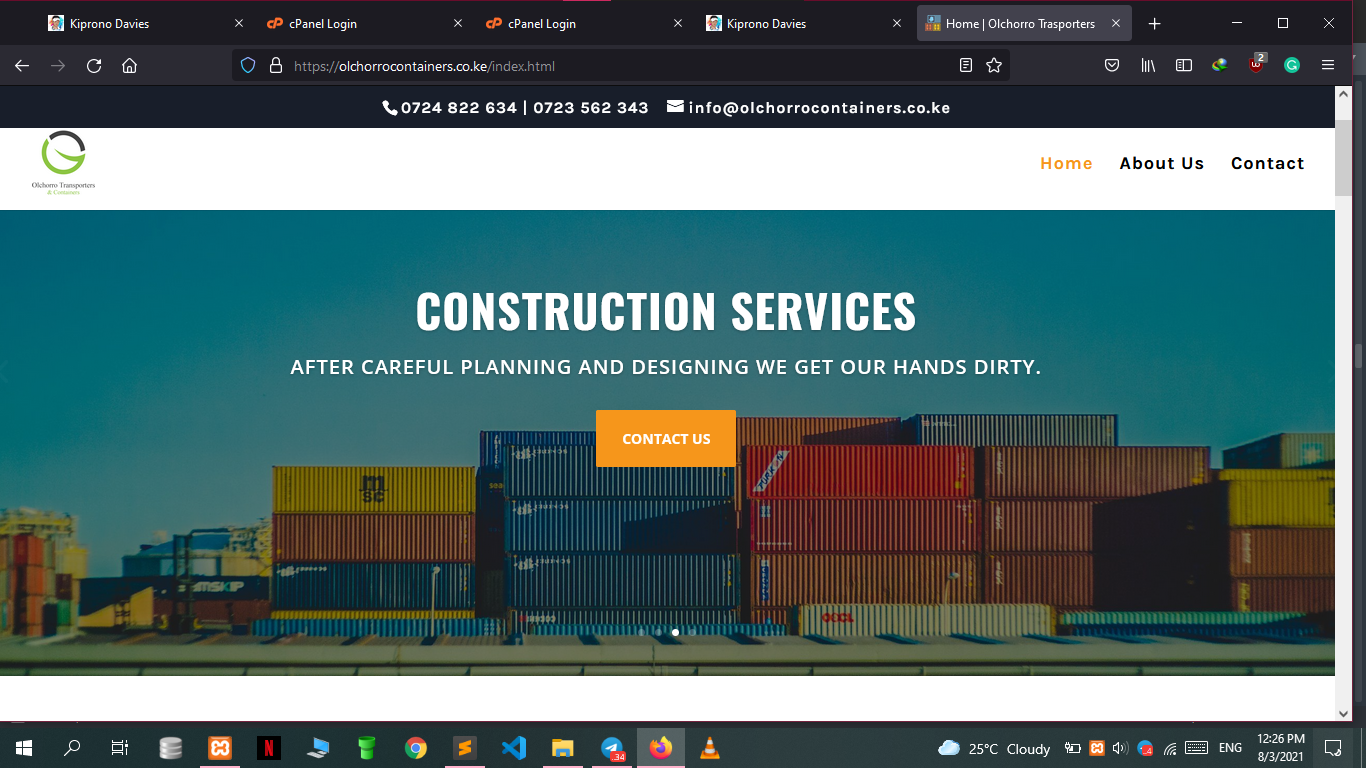 Kiprono Davies
cPanel Login
cPanel Login
Kiprono Davies
Home | Olchorro Trasporters
https://olchorrocontainers.co.ke/index.html
2
0724 822 634 | 0723 562 343
info@olchorrocontainers.co.ke
Olchorro Transporters
& Containers
Home
About Us
Contact
CONSTRUCTION SERVICES
AFTER CAREFUL PLANNING AND DESIGNING WE GET OUR HANDS DIRTY.
CONTACT US
m
SC
SAMSKIP
OOCL
34
25°C Cloudy
ENG
12:26 PM
8/3/2021